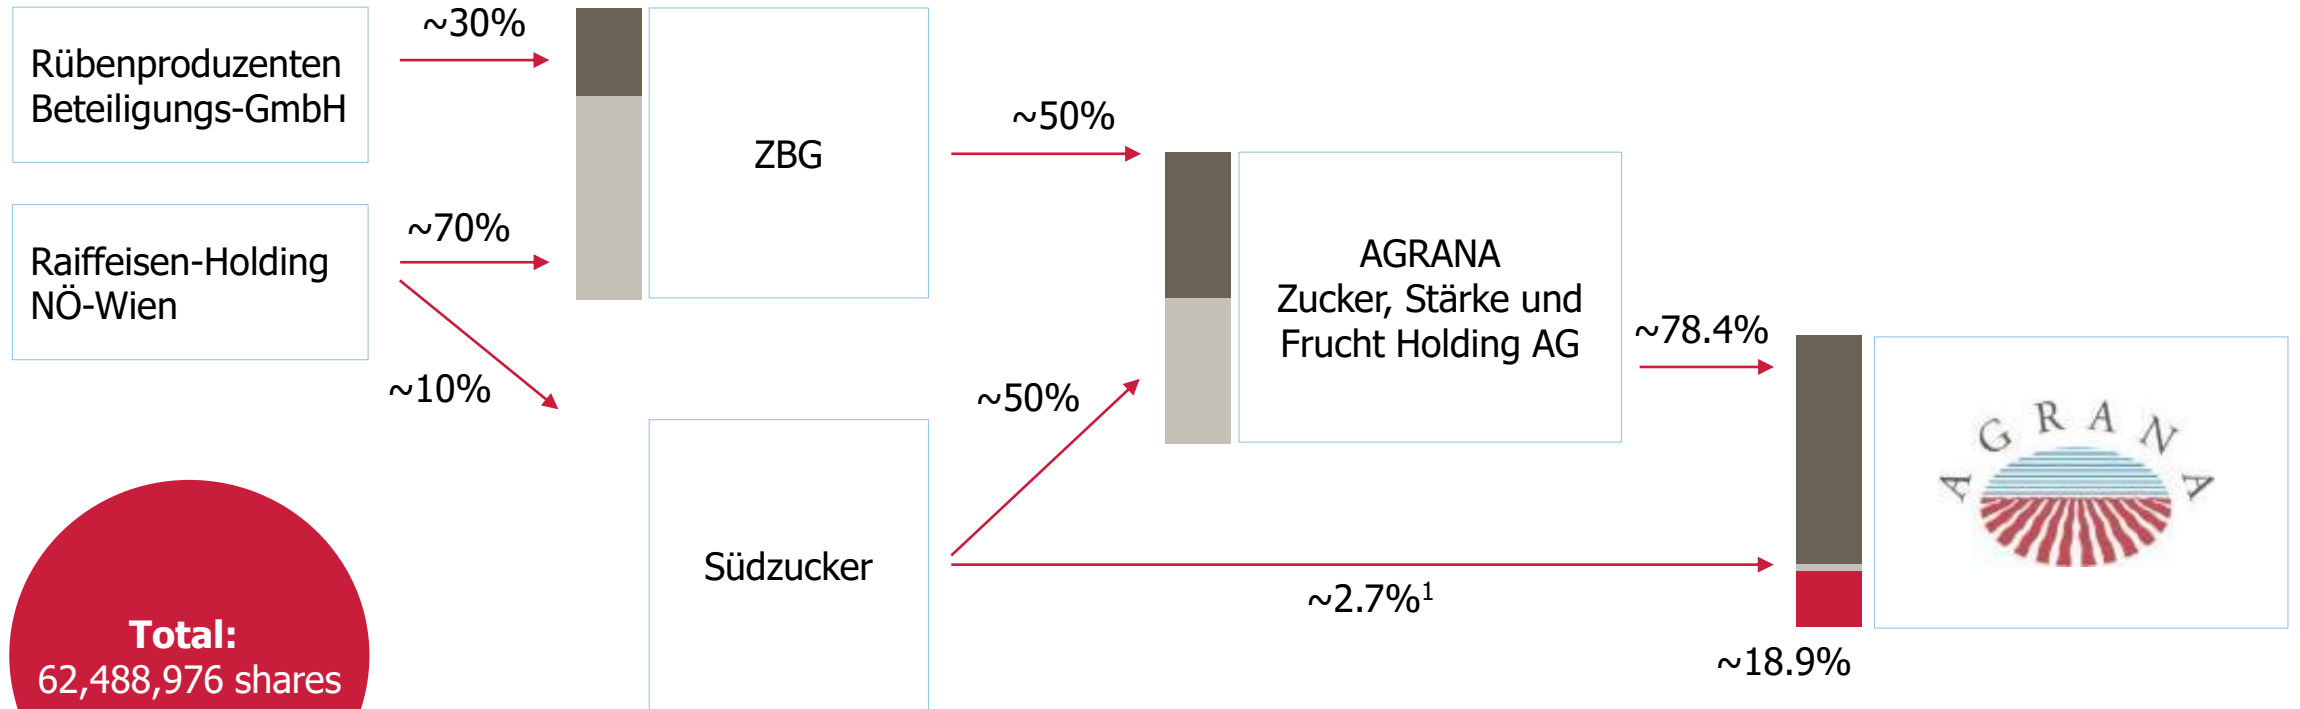 Rübenproduzenten
Beteiligungs-GmbH
~30%
ZBG
~50%
Raiffeisen-Holding
NÖ-Wien
~70%
~10%
AGRANA
Zucker, Stärke und
Frucht Holding AG
~78.4%
~50%
AGRANA
Südzucker
~2.7%¹
~18.9%
Total:
62,488,976 shares